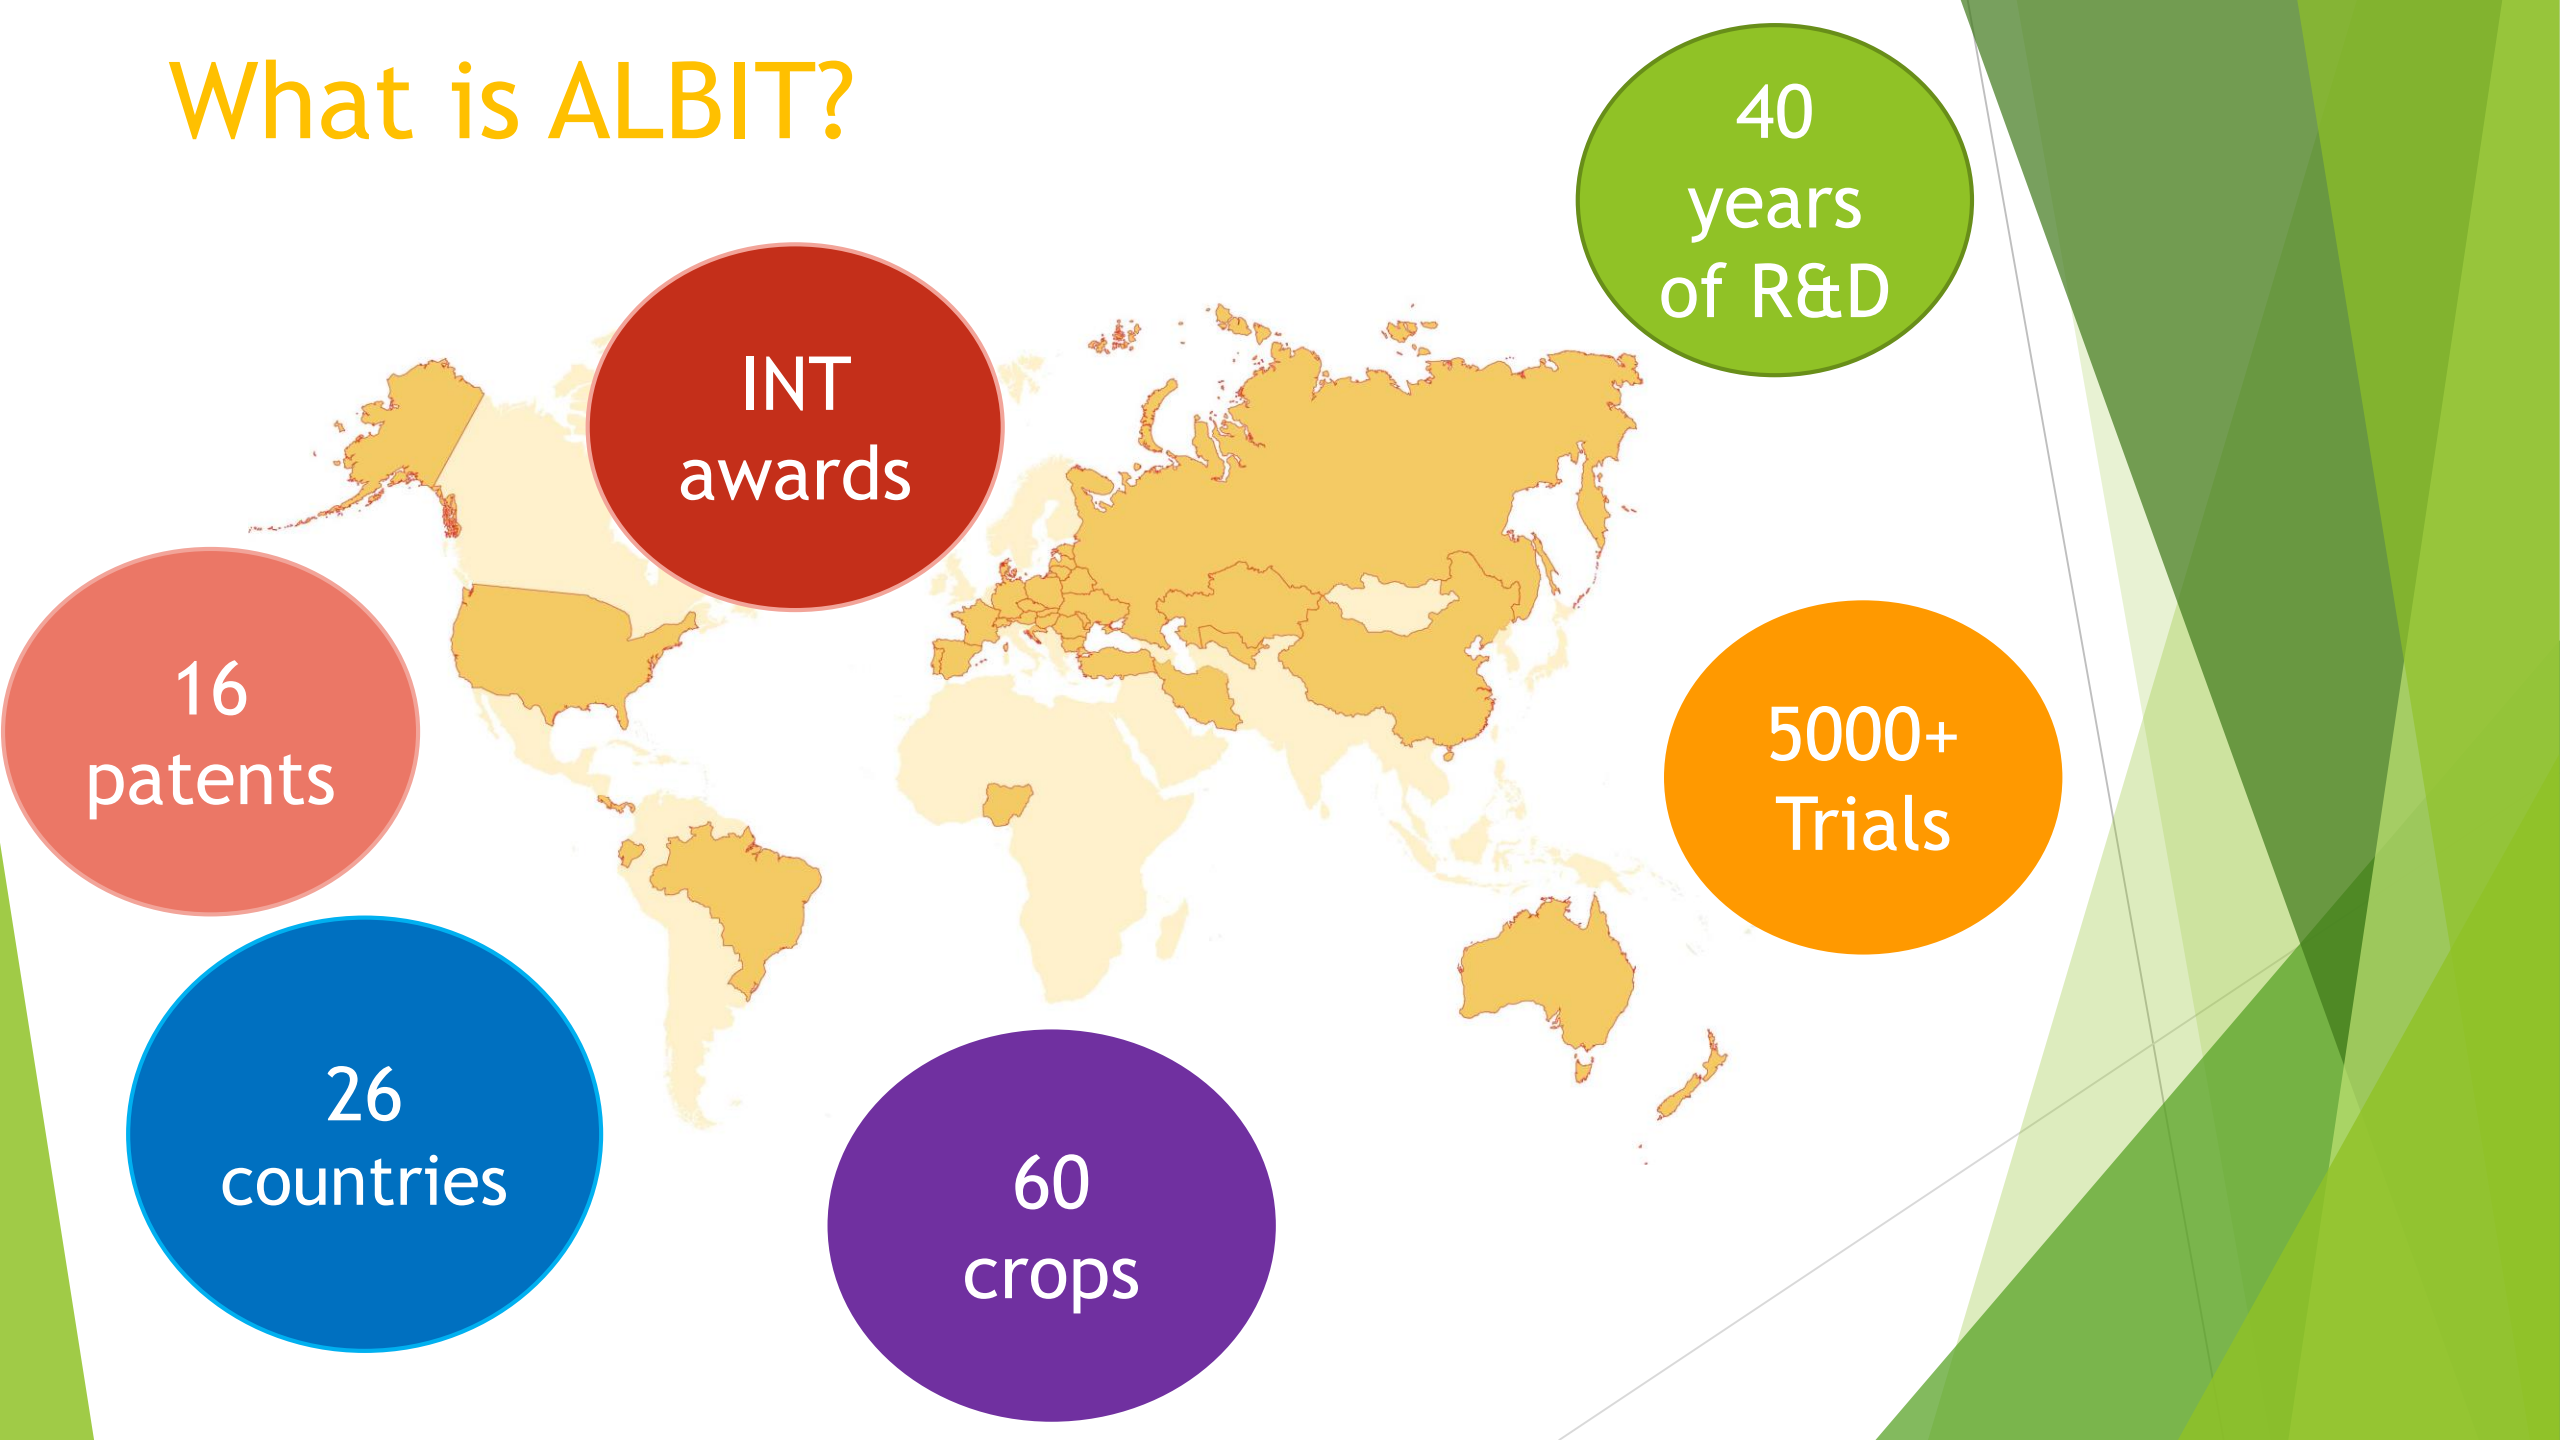 What is ALBIT?
40
years
of R&D
INT
awards
16
patents
5000+
Trials
26
countries
60
crops